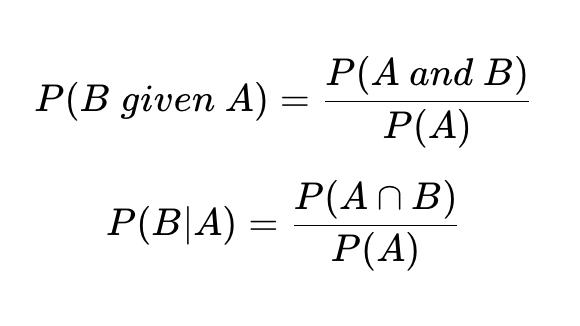 P(B given A) = P(A and B) / P(A)
P(B|A) = P(A ∩ B) / P(A)